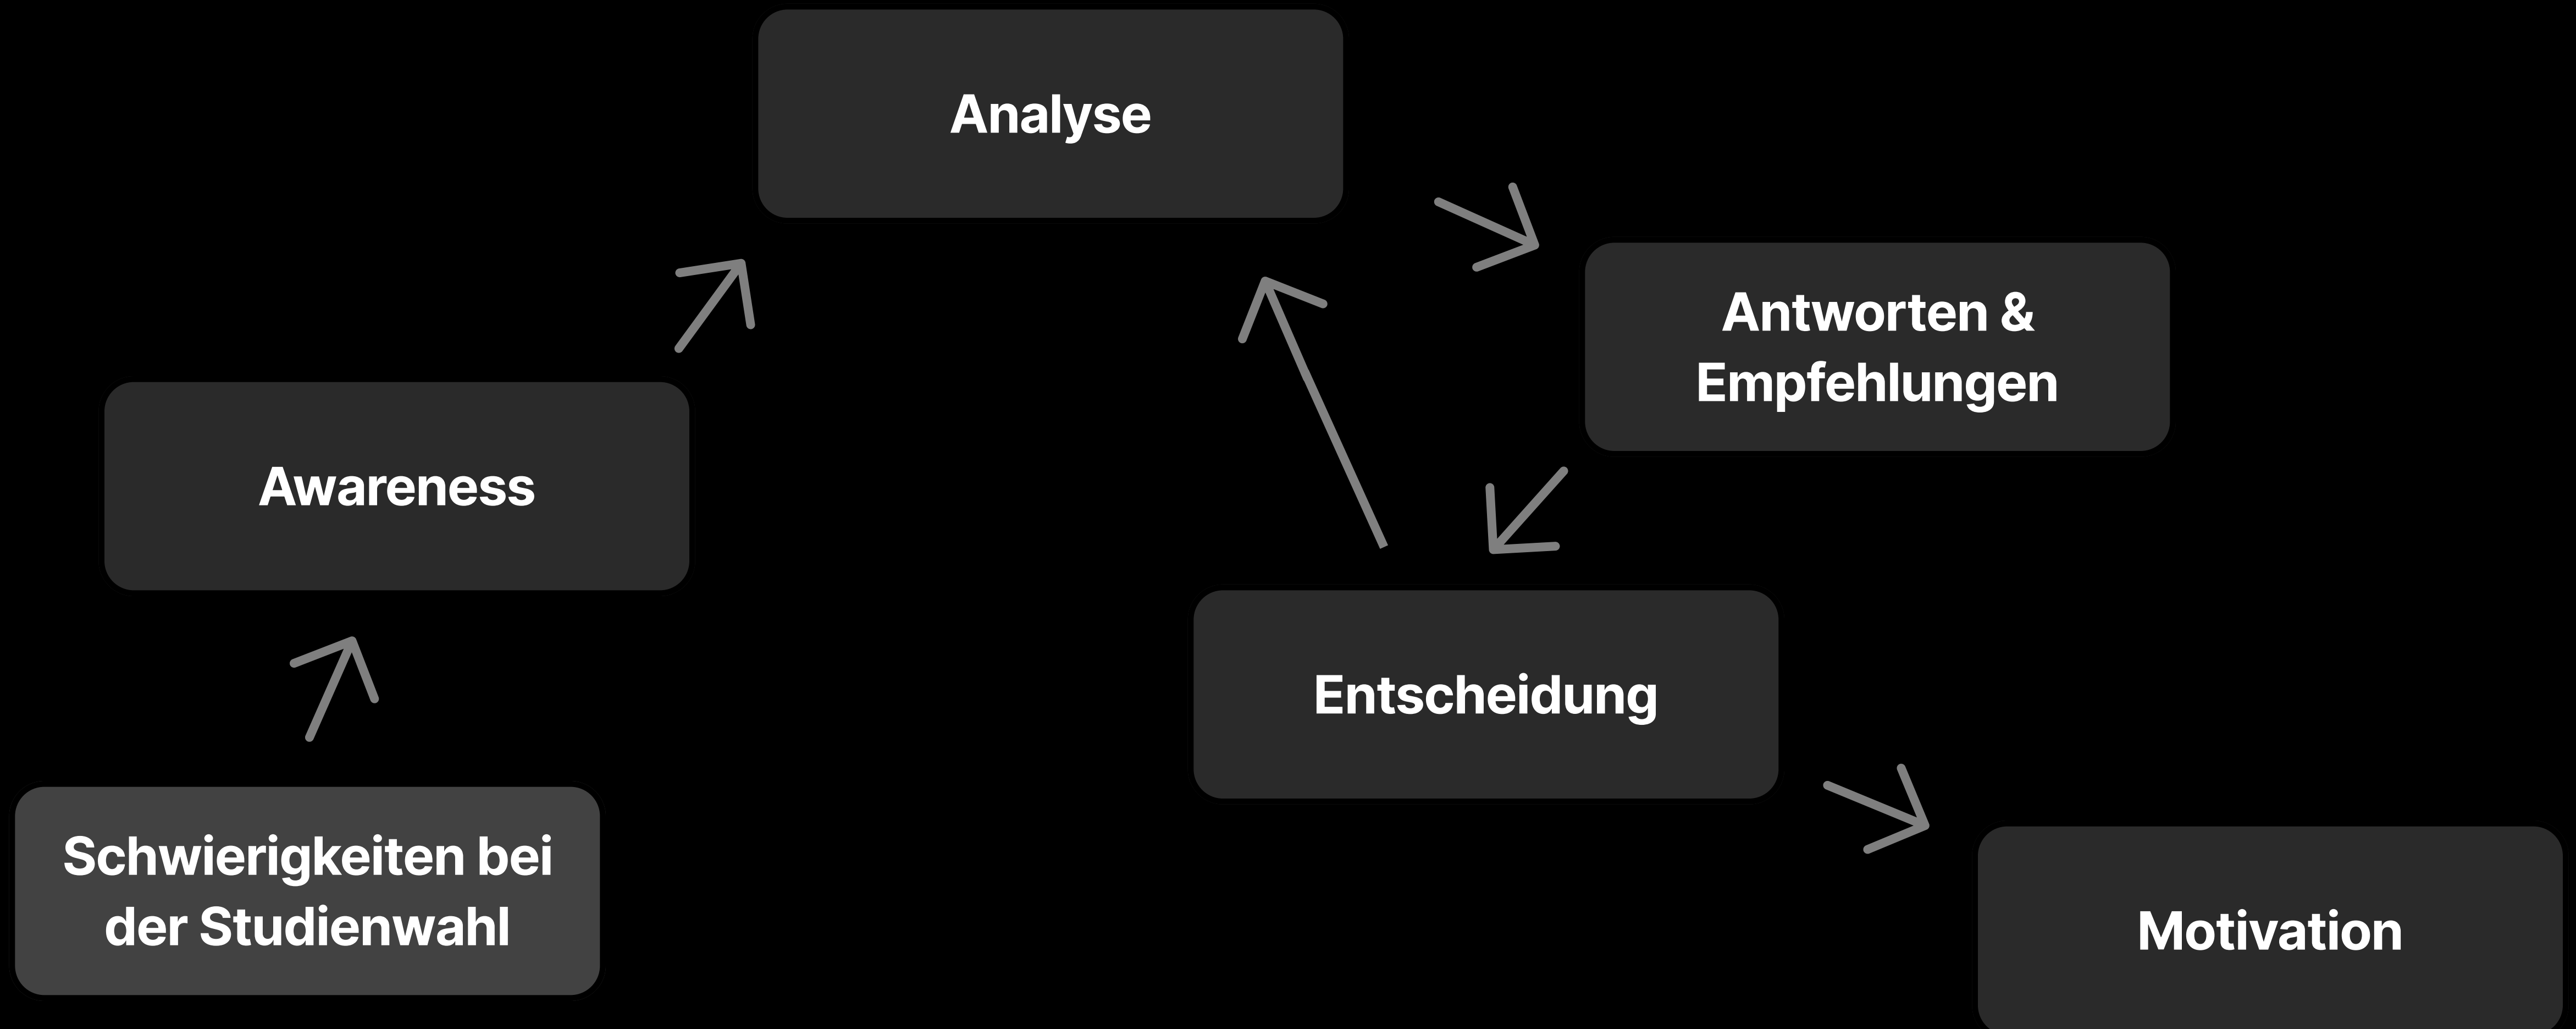 Analyse
Antworten &
Empfehlungen
Awareness
Entscheidung
Schwierigkeiten bei
der Studienwahl
Motivation